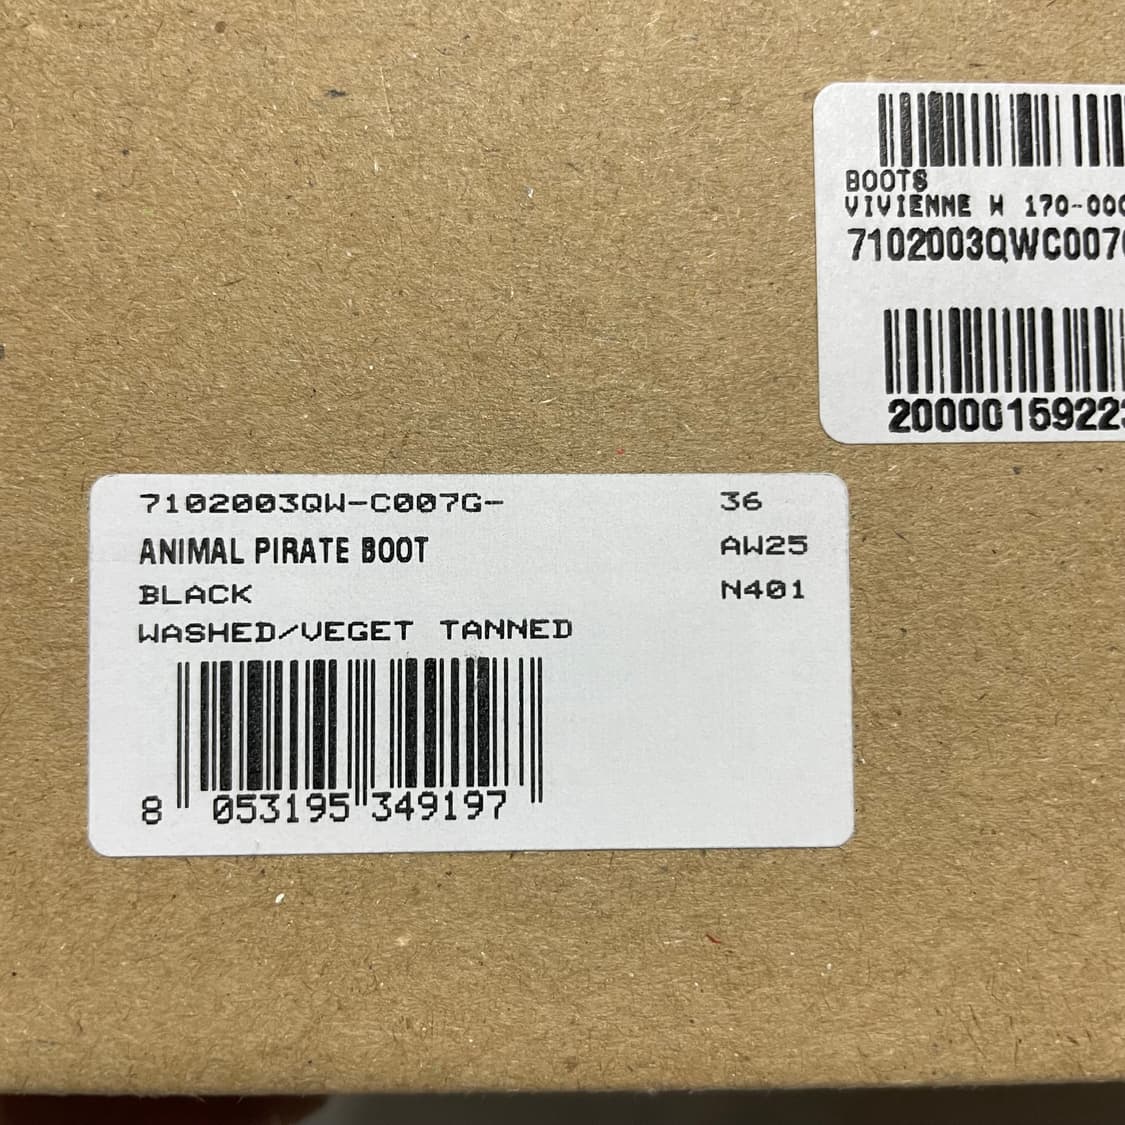 BOOTS
VIVIENNE W 170-000
7102003QWC007
20000159223
7102003QW-C007G- 36
ANIMAL PIRATE BOOT AW25
BLACK N401
WASHED/VEGET TANNED
8 053195 349197